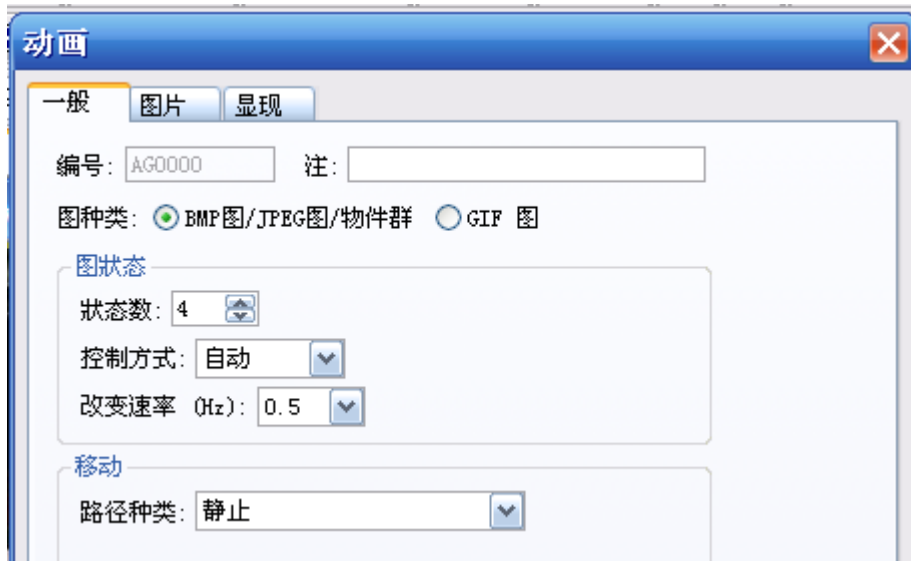 动画
一般 图片 显现
编号: AG0000 注:
图种类: BMP图/JPEG图/物件群 GIF 图
图狀态
狀态数: 4
控制方式: 自动
改变速率 (Hz): 0.5
移动
路径种类: 静止